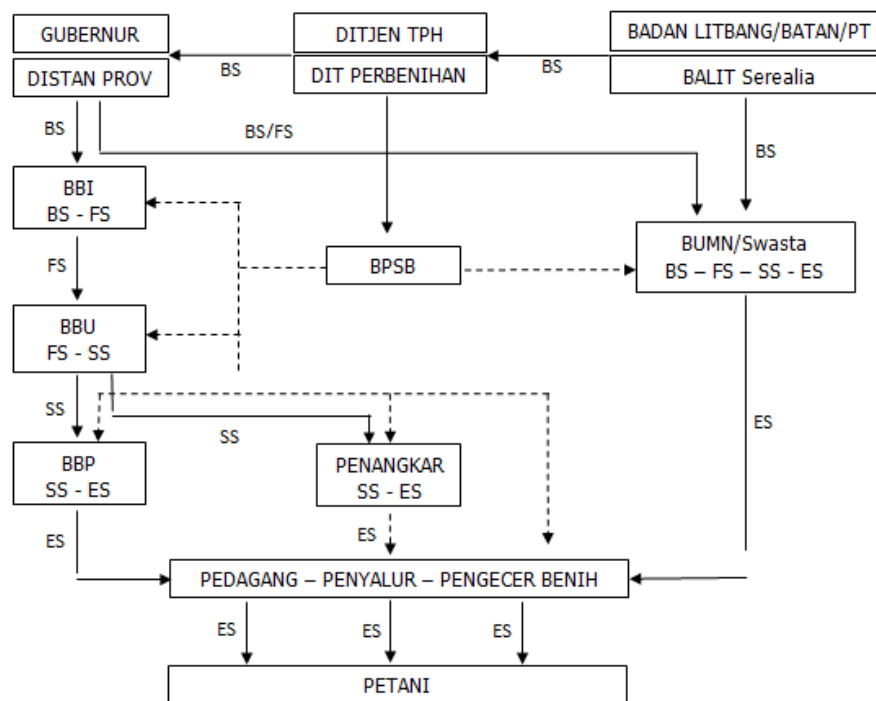 GUBERNUR
DITJEN TPH
BADAN LITBANG/BATAN/PT
BS
BS
DISTAN PROV
DIT PERBENIHAN
BALIT Serealia
BS
BS/FS
BS
BBI
BS - FS
BUMN/Swasta
BS – FS – SS - ES
BPSB
FS
BBU
FS - SS
SS
SS
ES
BBP
SS - ES
PENANGKAR
SS - ES
ES
ES
PEDAGANG – PENYALUR – PENGECER BENIH
ES
ES
ES
PETANI